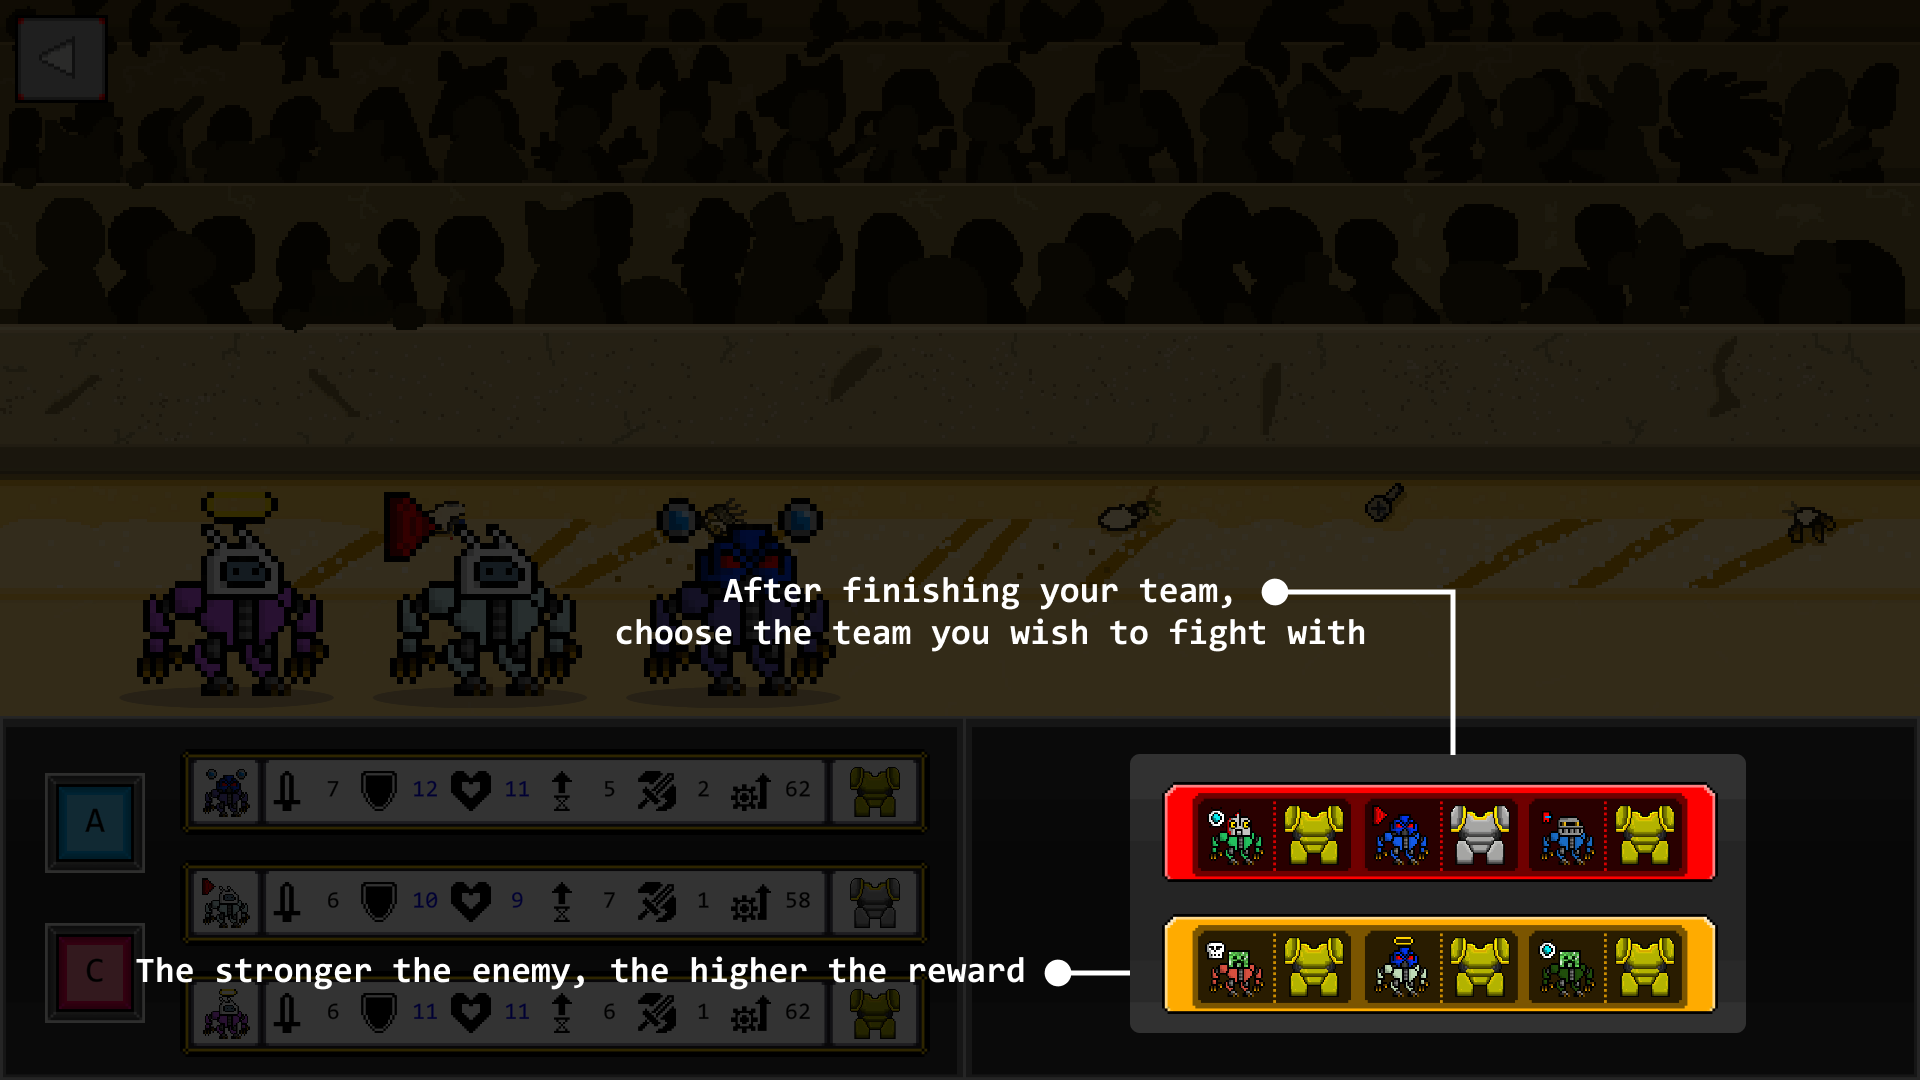 After finishing your team,
choose the team you wish to fight with
A
7 12 11 5 2 62
6 10 9 7 1 58
C
The stronger the enemy, the higher the reward
6 11 11 6 1 62